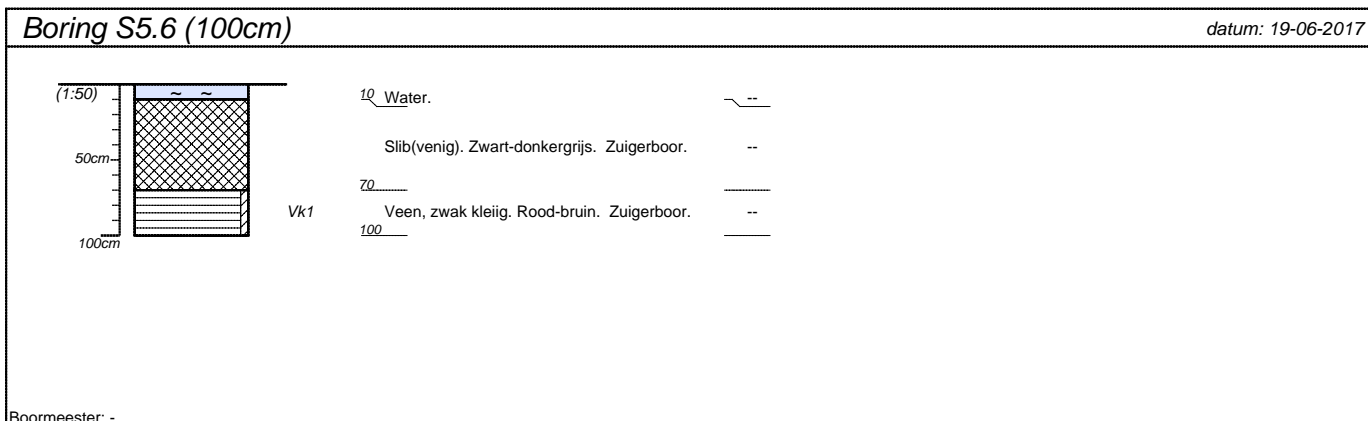 Boring S5.6 (100cm)
datum: 19-06-2017
(1:50)
~ ~
10 Water. --
50cm
Slib(venig). Zwart-donkergrijs. Zuigerboor. --
70
Vk1 Veen, zwak kleiig. Rood-bruin. Zuigerboor. --
100
100cm
Boormeester: -